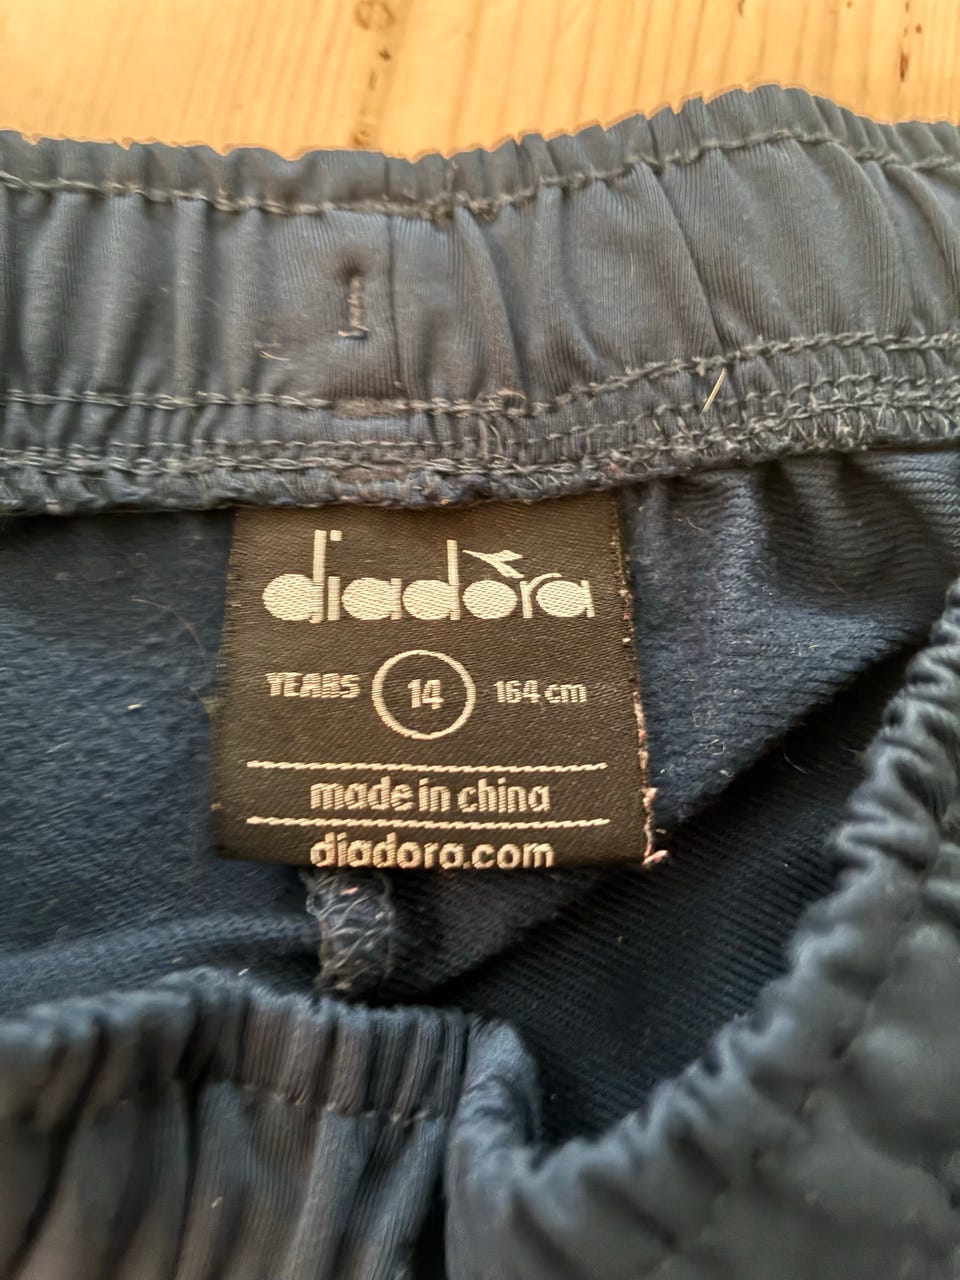 diadora
YEARS 14 164 cm
made in china
diadora.com